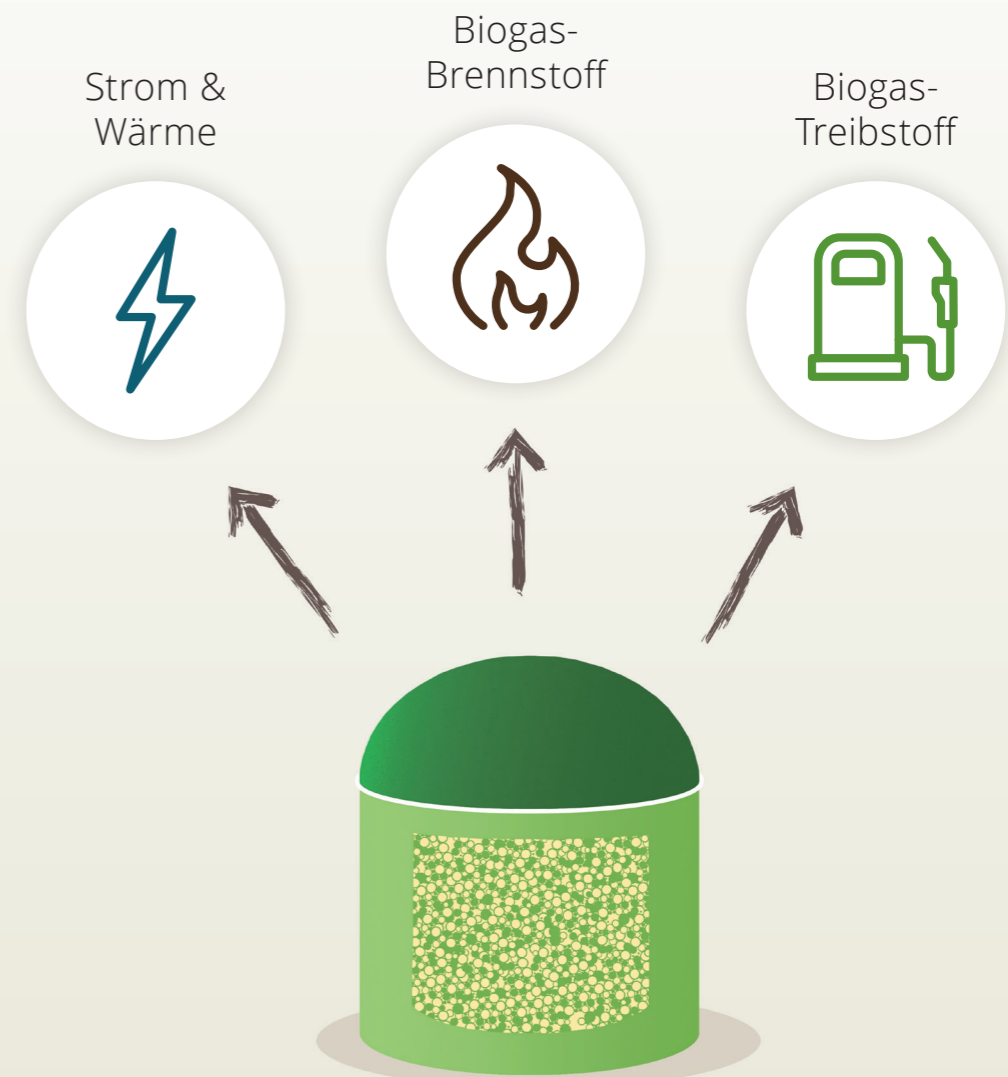 Strom &
Wärme
Biogas-
Brennstoff
Biogas-
Treibstoff